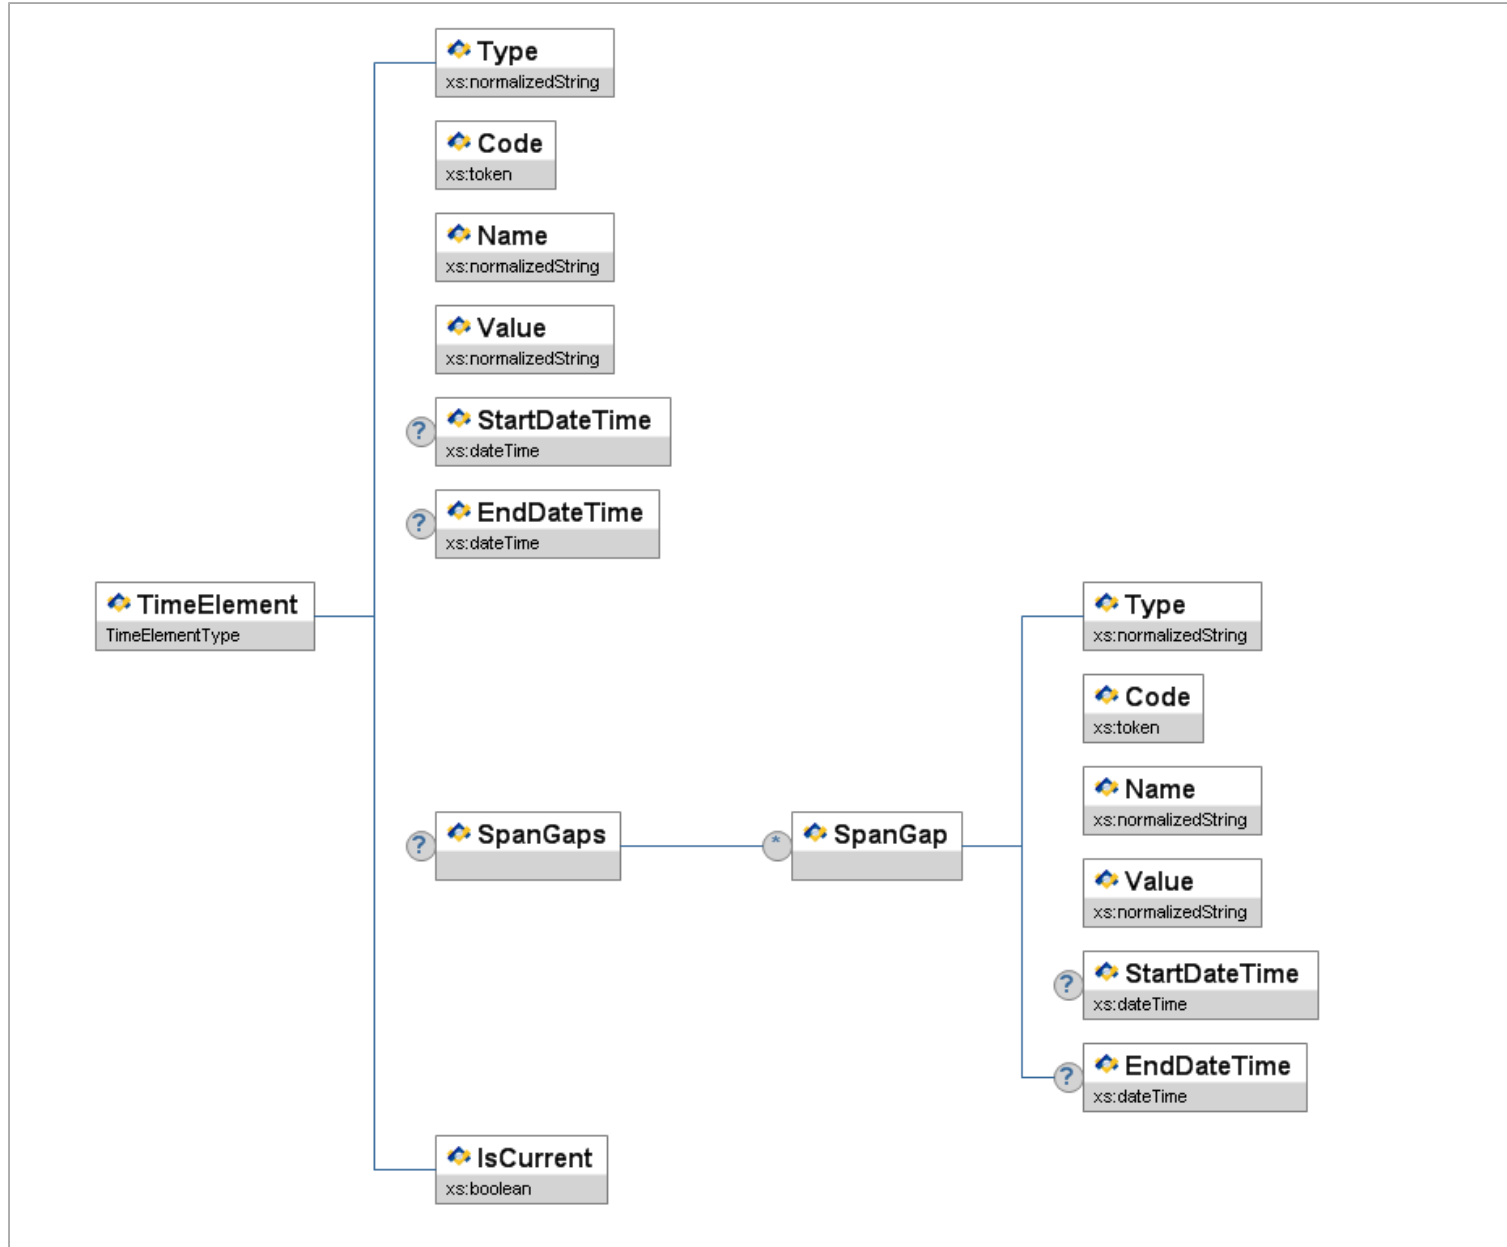 Type
xs:normalizedString
Code
xs:token
Name
xs:normalizedString
Value
xs:normalizedString
?
StartDateTime
xs:dateTime
?
EndDateTime
xs:dateTime
TimeElement
TimeElementType
?
SpanGaps
*
SpanGap
Type
xs:normalizedString
Code
xs:token
Name
xs:normalizedString
Value
xs:normalizedString
?
StartDateTime
xs:dateTime
?
EndDateTime
xs:dateTime
IsCurrent
xs:boolean